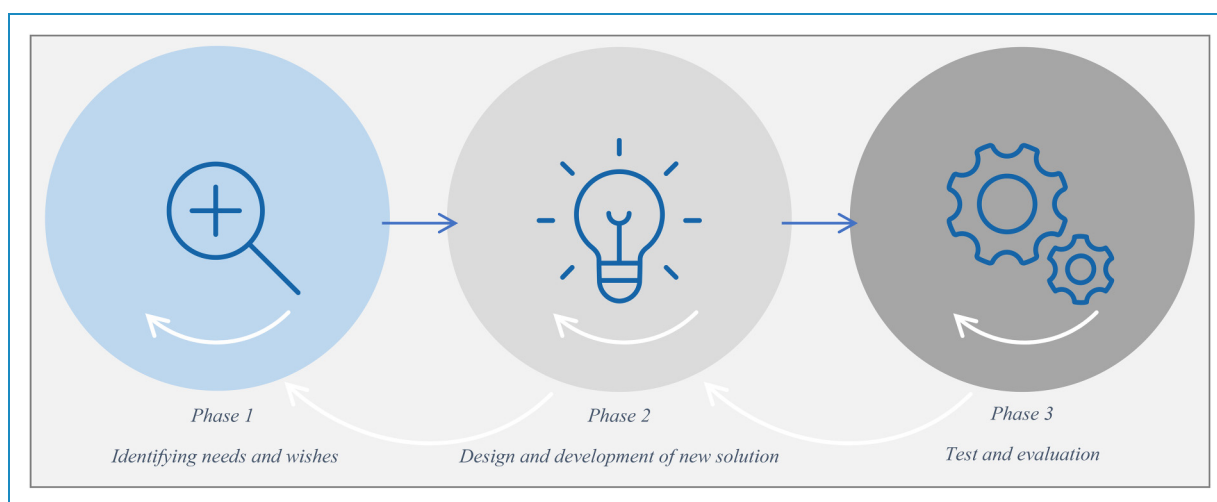 Phase 1
Identifying needs and wishes
Phase 2
Design and development of new solution
Phase 3
Test and evaluation